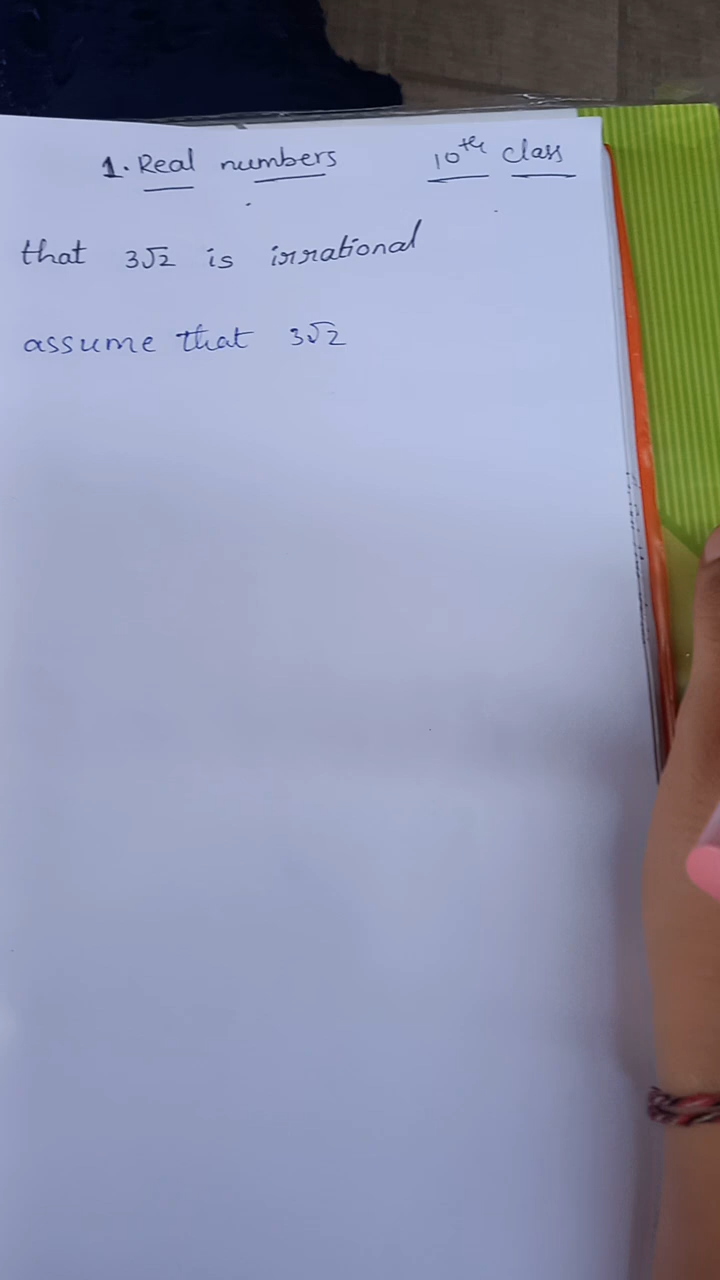 1. Real numbers 10th class
that 3√2 is irrational
assume that 3√2